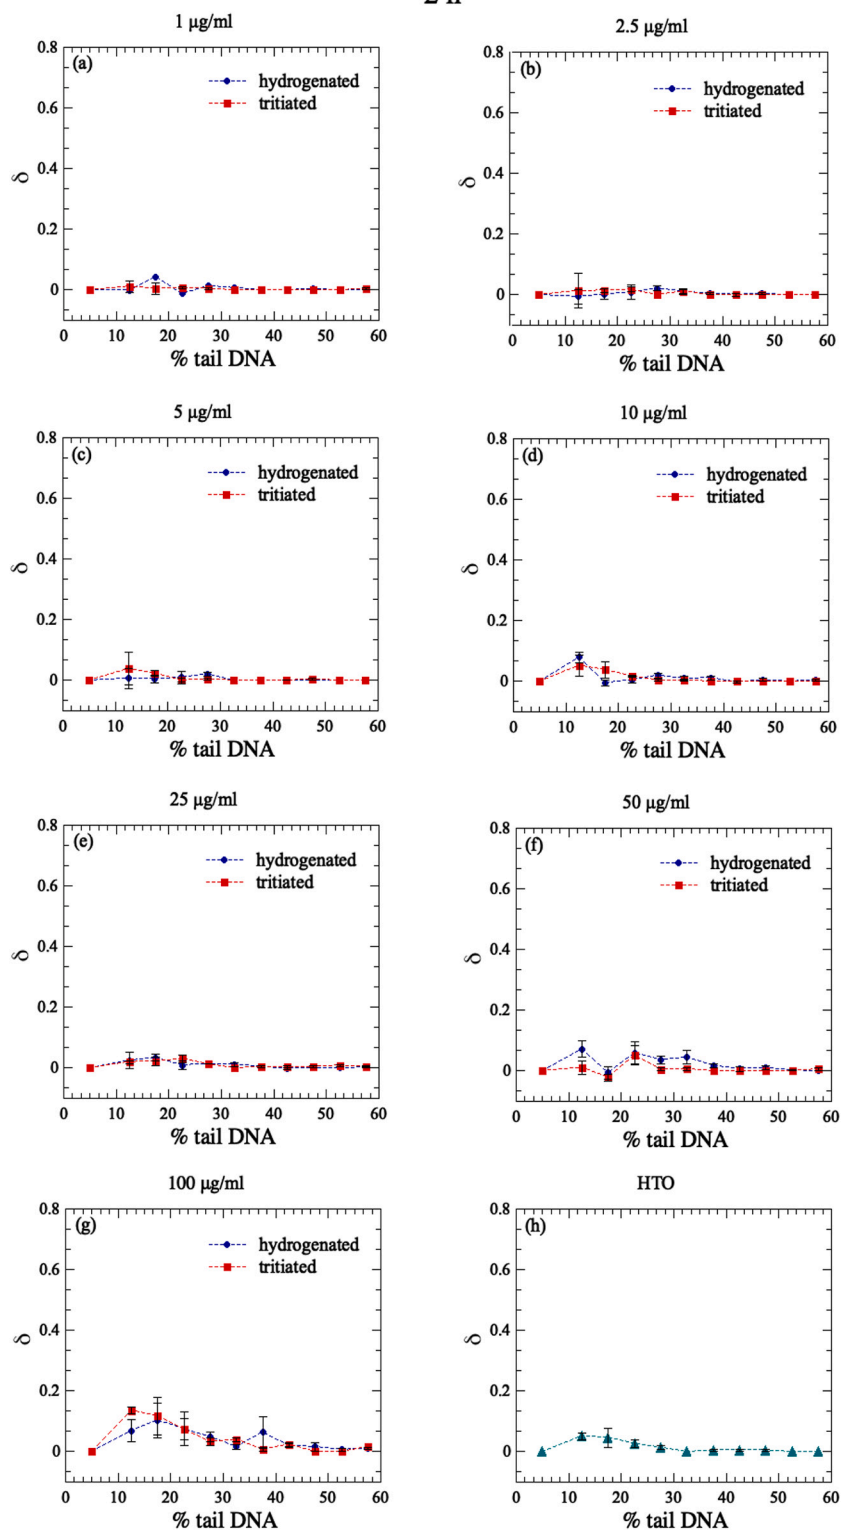 2 h
1 µg/ml
(a)
hydrogenated
tritiated
0.8
0.6
0.4
0.2
0
δ
0 10 20 30 40 50 60
% tail DNA
2.5 µg/ml
(b)
hydrogenated
tritiated
0.8
0.6
0.4
0.2
0
δ
0 10 20 30 40 50 60
% tail DNA
5 µg/ml
(c)
hydrogenated
tritiated
0.8
0.6
0.4
0.2
0
δ
0 10 20 30 40 50 60
% tail DNA
10 µg/ml
(d)
hydrogenated
tritiated
0.8
0.6
0.4
0.2
0
δ
0 10 20 30 40 50 60
% tail DNA
25 µg/ml
(e)
hydrogenated
tritiated
0.8
0.6
0.4
0.2
0
δ
0 10 20 30 40 50 60
% tail DNA
50 µg/ml
(f)
hydrogenated
tritiated
0.8
0.6
0.4
0.2
0
δ
0 10 20 30 40 50 60
% tail DNA
100 µg/ml
(g)
hydrogenated
tritiated
0.8
0.6
0.4
0.2
0
δ
0 10 20 30 40 50 60
% tail DNA
HTO
(h)
0.8
0.6
0.4
0.2
0
δ
0 10 20 30 40 50 60
% tail DNA